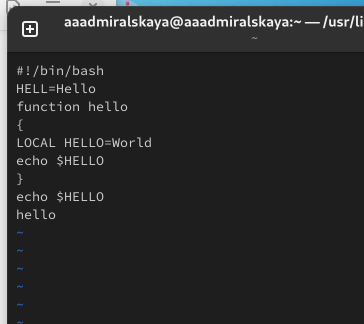 aaadmiralskaya@aaadmiralskaya:~ — /usr/li
~
#!/bin/bash
HELL=Hello
function hello
{
LOCAL HELLO=World
echo $HELLO
}
echo $HELLO
hello
~
~
~
~
~
~